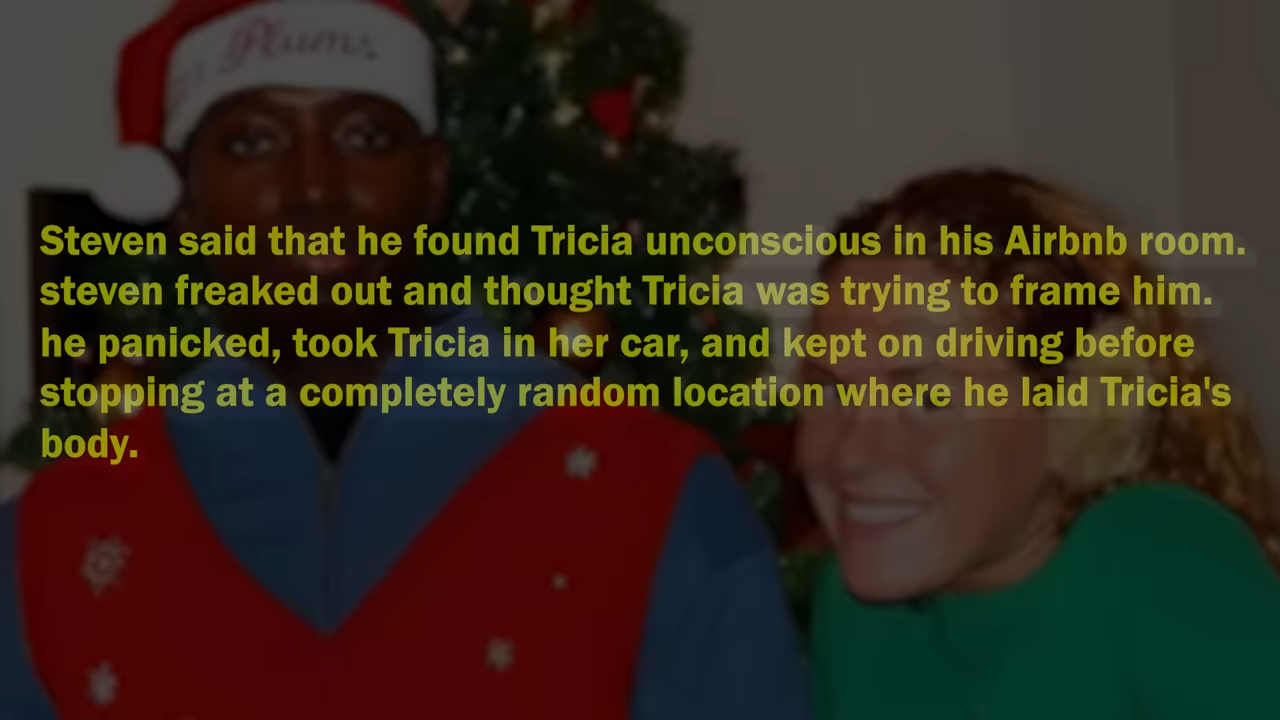 Steven said that he found Tricia unconscious in his Airbnb room.
steven freaked out and thought Tricia was trying to frame him.
he panicked, took Tricia in her car, and kept on driving before
stopping at a completely random location where he laid Tricia's
body.